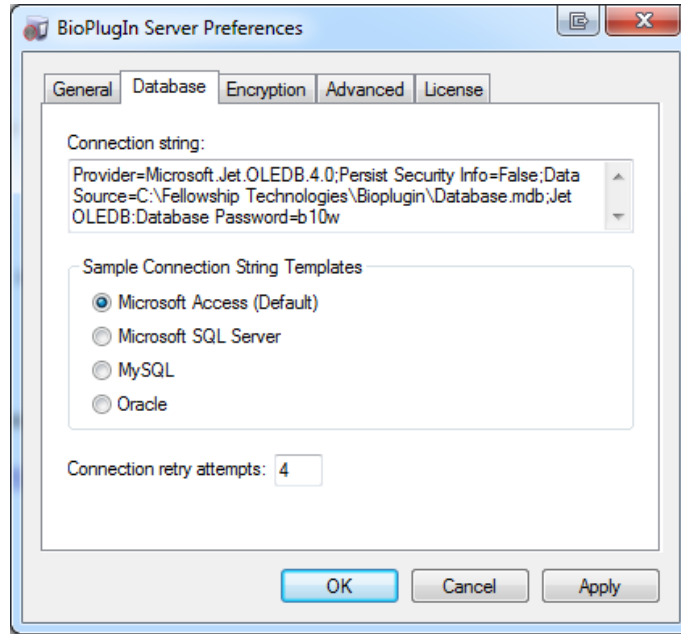 BioPlugIn Server Preferences
General Database Encryption Advanced License
Connection string:
Provider=Microsoft.Jet.OLEDB.4.0;Persist Security Info=False;Data
Source=C:\Fellowship Technologies\Bioplugin\Database.mdb;Jet
OLEDB:Database Password=b10w
Sample Connection String Templates
Microsoft Access (Default)
Microsoft SQL Server
MySQL
Oracle
Connection retry attempts: 4
OK Cancel Apply